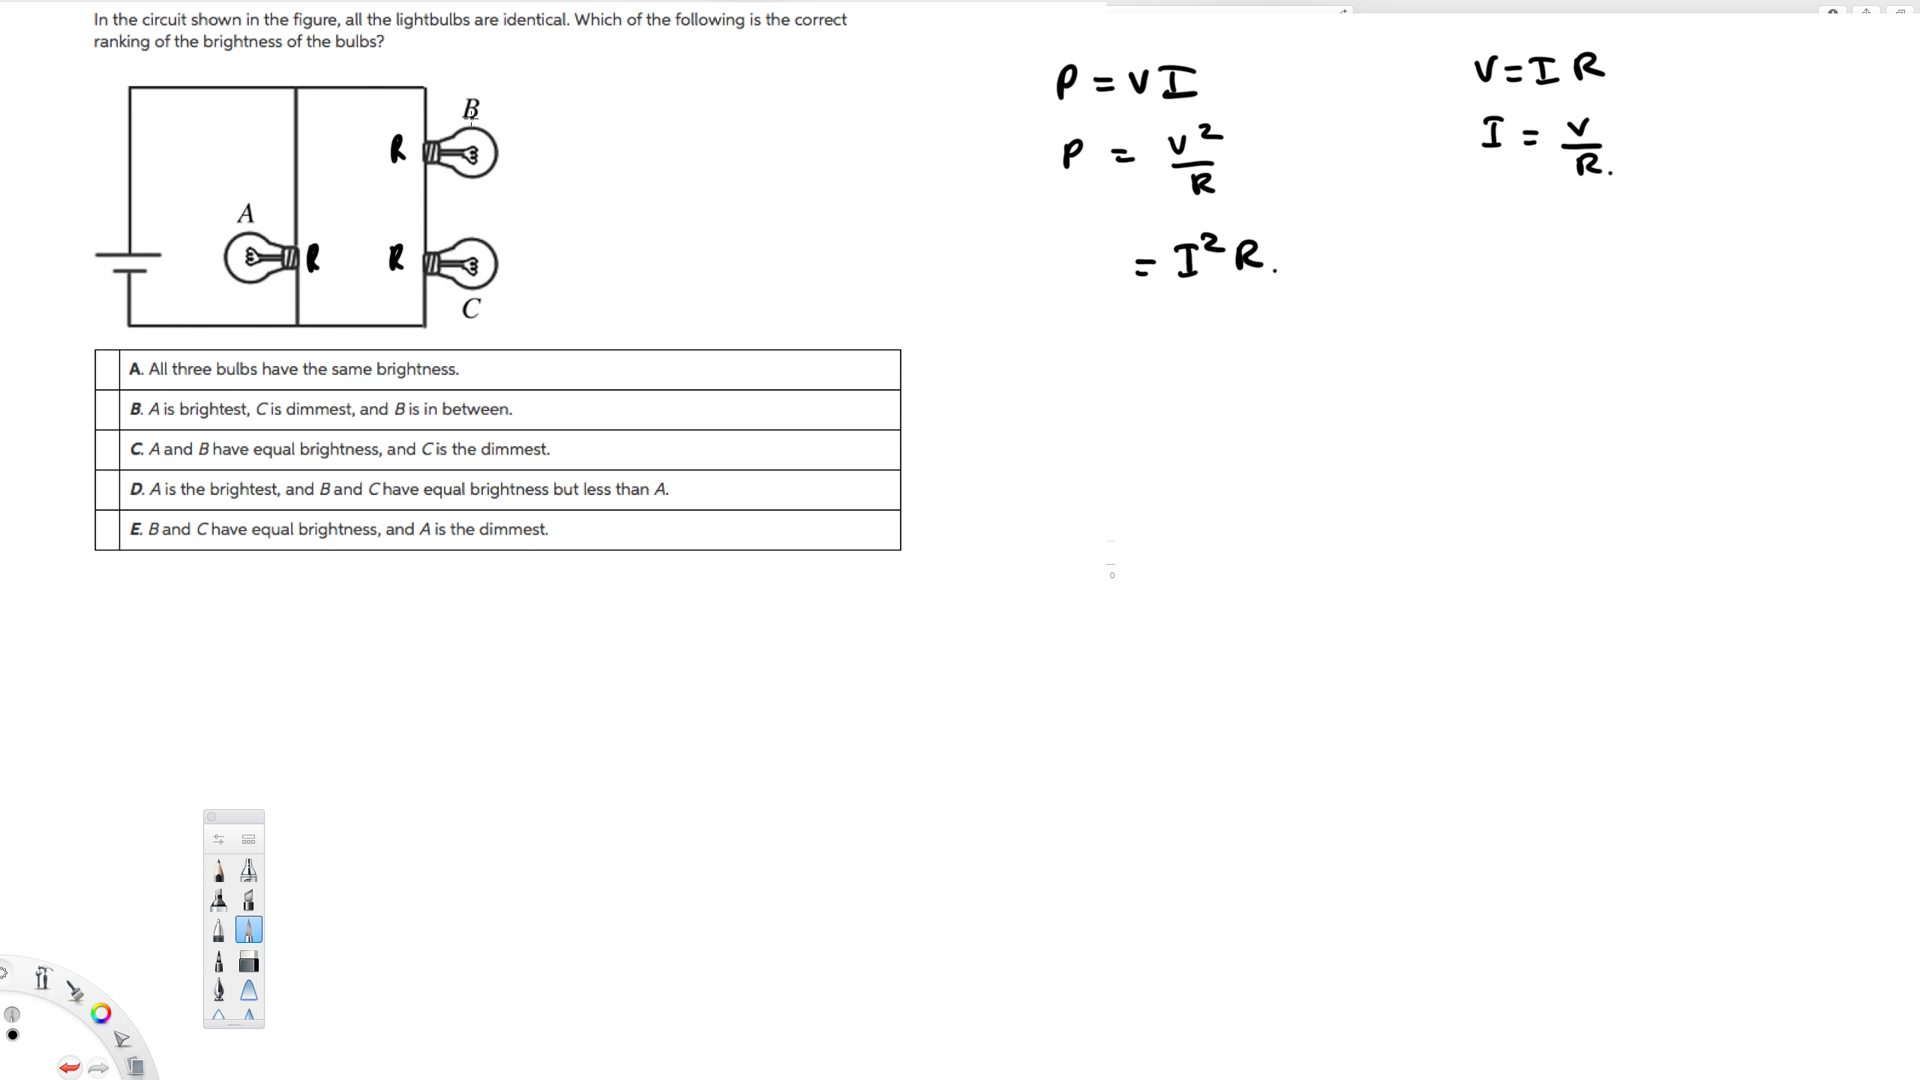 In the circuit shown in the figure, all the lightbulbs are identical. Which of the following is the correct
ranking of the brightness of the bulbs?
B
R
A
R
R
C
A. All three bulbs have the same brightness.
B. A is brightest, C is dimmest, and B is in between.
C. A and B have equal brightness, and C is the dimmest.
D. A is the brightest, and B and C have equal brightness but less than A.
E. B and C have equal brightness, and A is the dimmest.
P = VI
P = V²/R
= I²R.
V = IR
I = V/R.
0